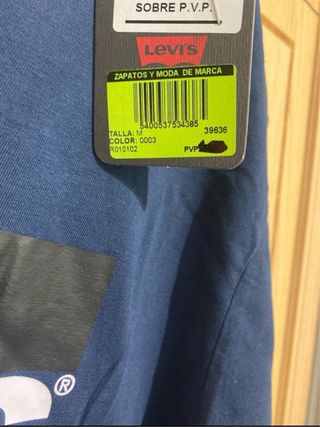 SOBRE P.V.P.
LEVI'S
®
ZAPATOS Y MODA DE MARCA
5400537534385
TALLA: M
39636
COLOR: 0003
R010102
PVP
®